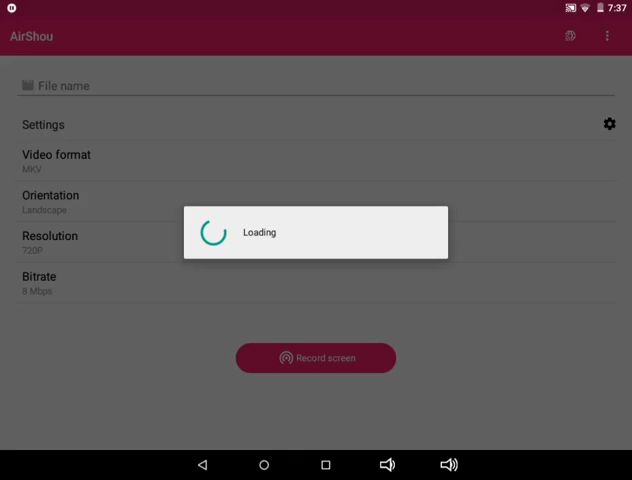 7:37
AirShou
File name
Settings
Video format
MKV
Orientation
Landscape
Resolution
720P
Loading
Bitrate
8 Mbps
Record screen